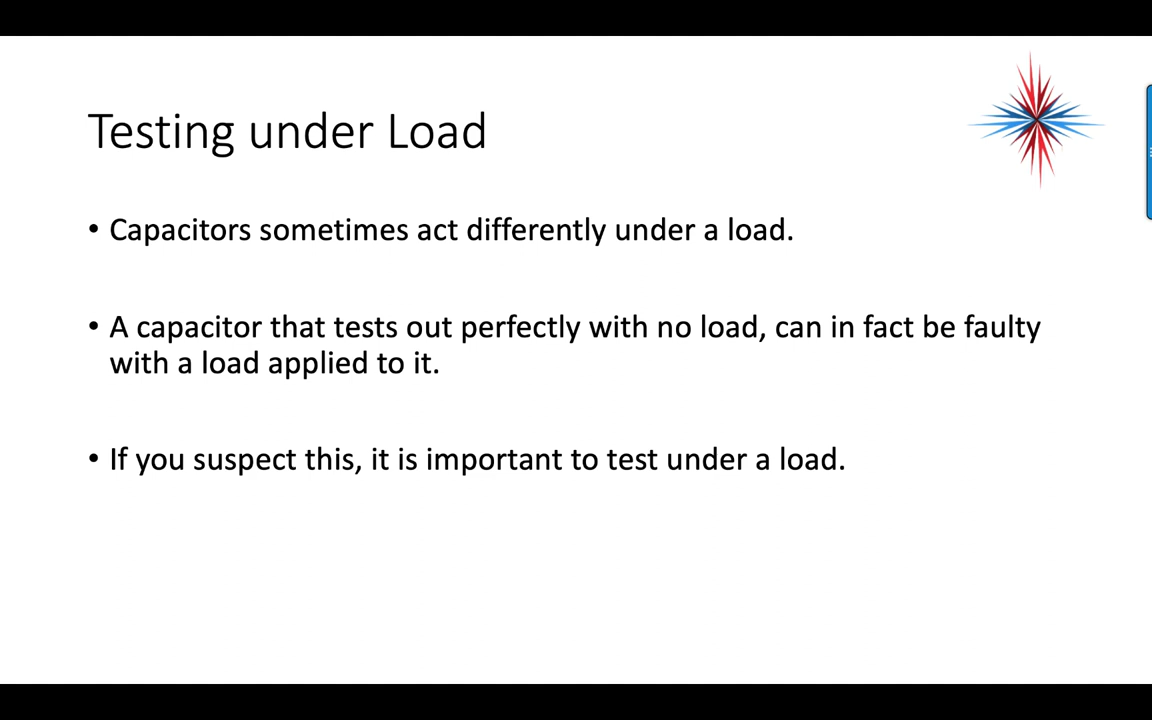 Testing under Load
• Capacitors sometimes act differently under a load.
• A capacitor that tests out perfectly with no load, can in fact be faulty
with a load applied to it.
• If you suspect this, it is important to test under a load.